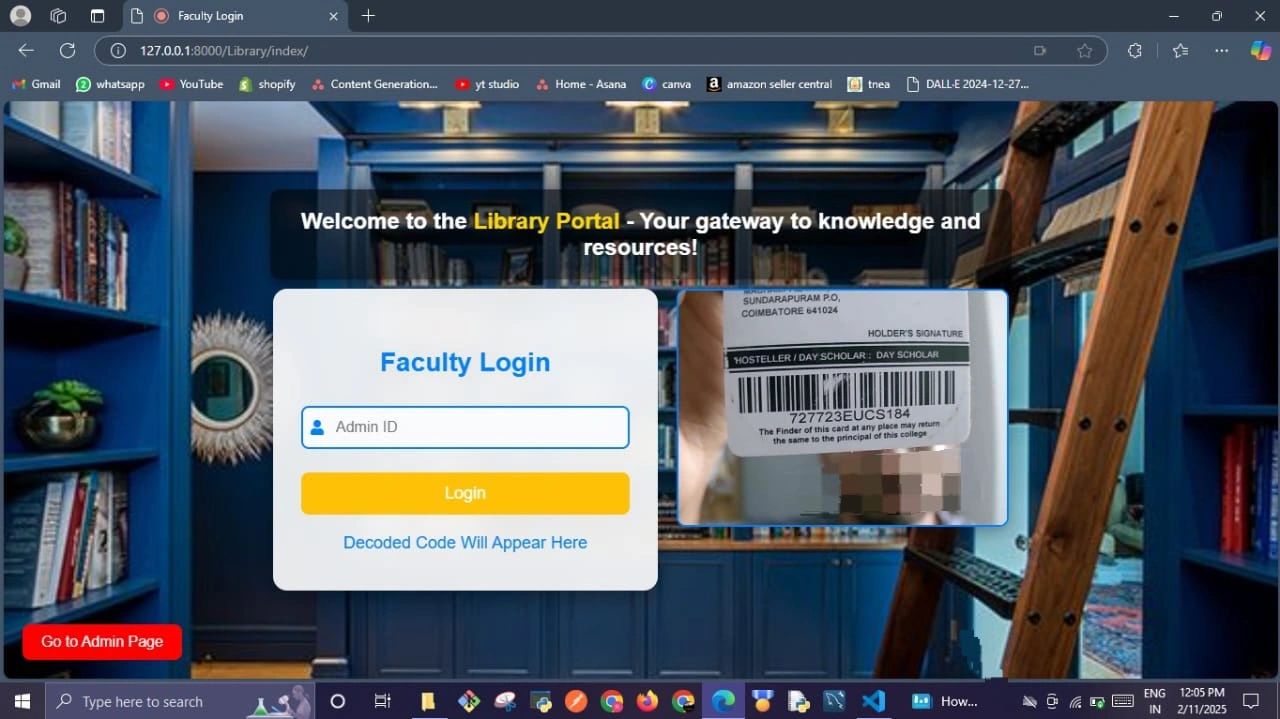 Faculty Login
127.0.0.1:8000/Library/index/
Gmail
whatsapp
YouTube
shopify
Content Generation...
yt studio
Home - Asana
canva
amazon seller central
tnea
DALL·E 2024-12-27...
Welcome to the Library Portal - Your gateway to knowledge and
resources!
Faculty Login
Admin ID
Login
Decoded Code Will Appear Here
SUNDARAPURAM P.O,
COIMBATORE 641024
HOLDER'S SIGNATURE
HOSTELLER / DAY SCHOLAR : DAY SCHOLAR
727723EUCS184
The Finder of this card at any place may return
the same to the principal of this college
Go to Admin Page
Type here to search
How...
ENG
IN
12:05 PM
2/11/2025